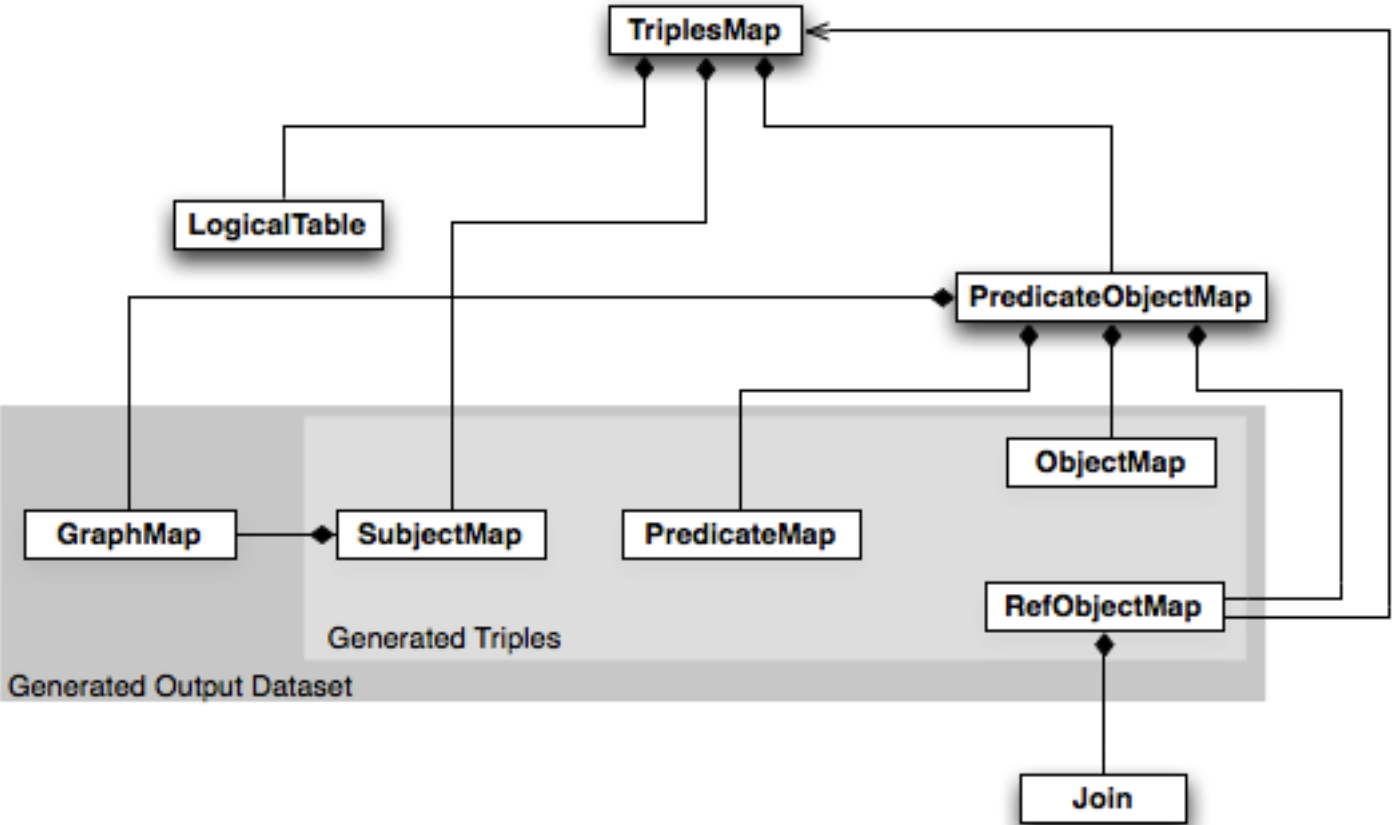 TriplesMap
LogicalTable
PredicateObjectMap
ObjectMap
GraphMap
SubjectMap
PredicateMap
RefObjectMap
Generated Triples
Generated Output Dataset
Join